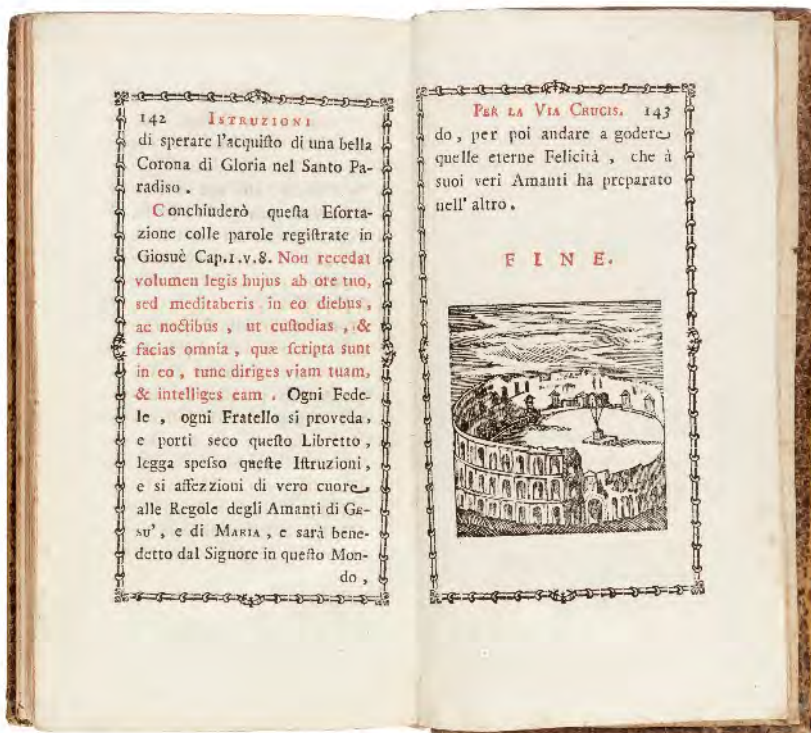 142 ISTRUZIONI
di sperare l'acquiſto di una bella
Corona di Gloria nel Santo Pa-
radiso .
Conchiuderò queſta Eſorta-
zione colle parole regiſtrate in
Giosuè Cap.1.v.8. Non recedat
volumen legis hujus ab ore tuo,
sed meditaberis in eo diebus ,
ac noctibus , ut cuſtodias , &
facias omnia , quæ ſcripta sunt
in eo , tunc diriges viam tuam,
& intelliges eam . Ogni Fede-
le , ogni Fratello si proveda ,
e porti seco queſto Libretto ,
legga speſso queſte Iſtruzioni ,
e si affezzioni di vero cuore
alle Regole degli Amanti di GE-
SU' , e di MARIA , e sarà bene-
detto dal Signore in queſto Mon-
do ,
PER LA VIA CRUCIS. 143
do , per poi andare a godere
quelle eterne Felicità , che à
suoi veri Amanti ha preparato
nell' altro .
FINE.